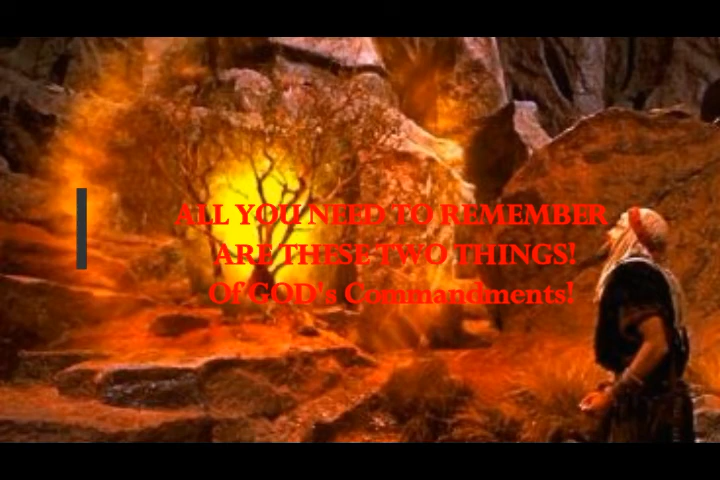 ALL YOU NEED TO REMEMBER
ARE THESE TWO THINGS!
Of GOD's Commandments!